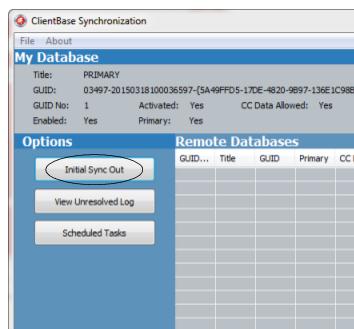 ClientBase Synchronization
File About
My Database
Title: PRIMARY
GUID: 03497-20150318100036597-{5A49FFD5-17DE-4820-9B97-136E1C98B
GUID No: 1 Activated: Yes CC Data Allowed: Yes
Enabled: Yes Primary: Yes
Options
Remote Databases
GUID... Title GUID Primary CC
Initial Sync Out
View Unresolved Log
Scheduled Tasks